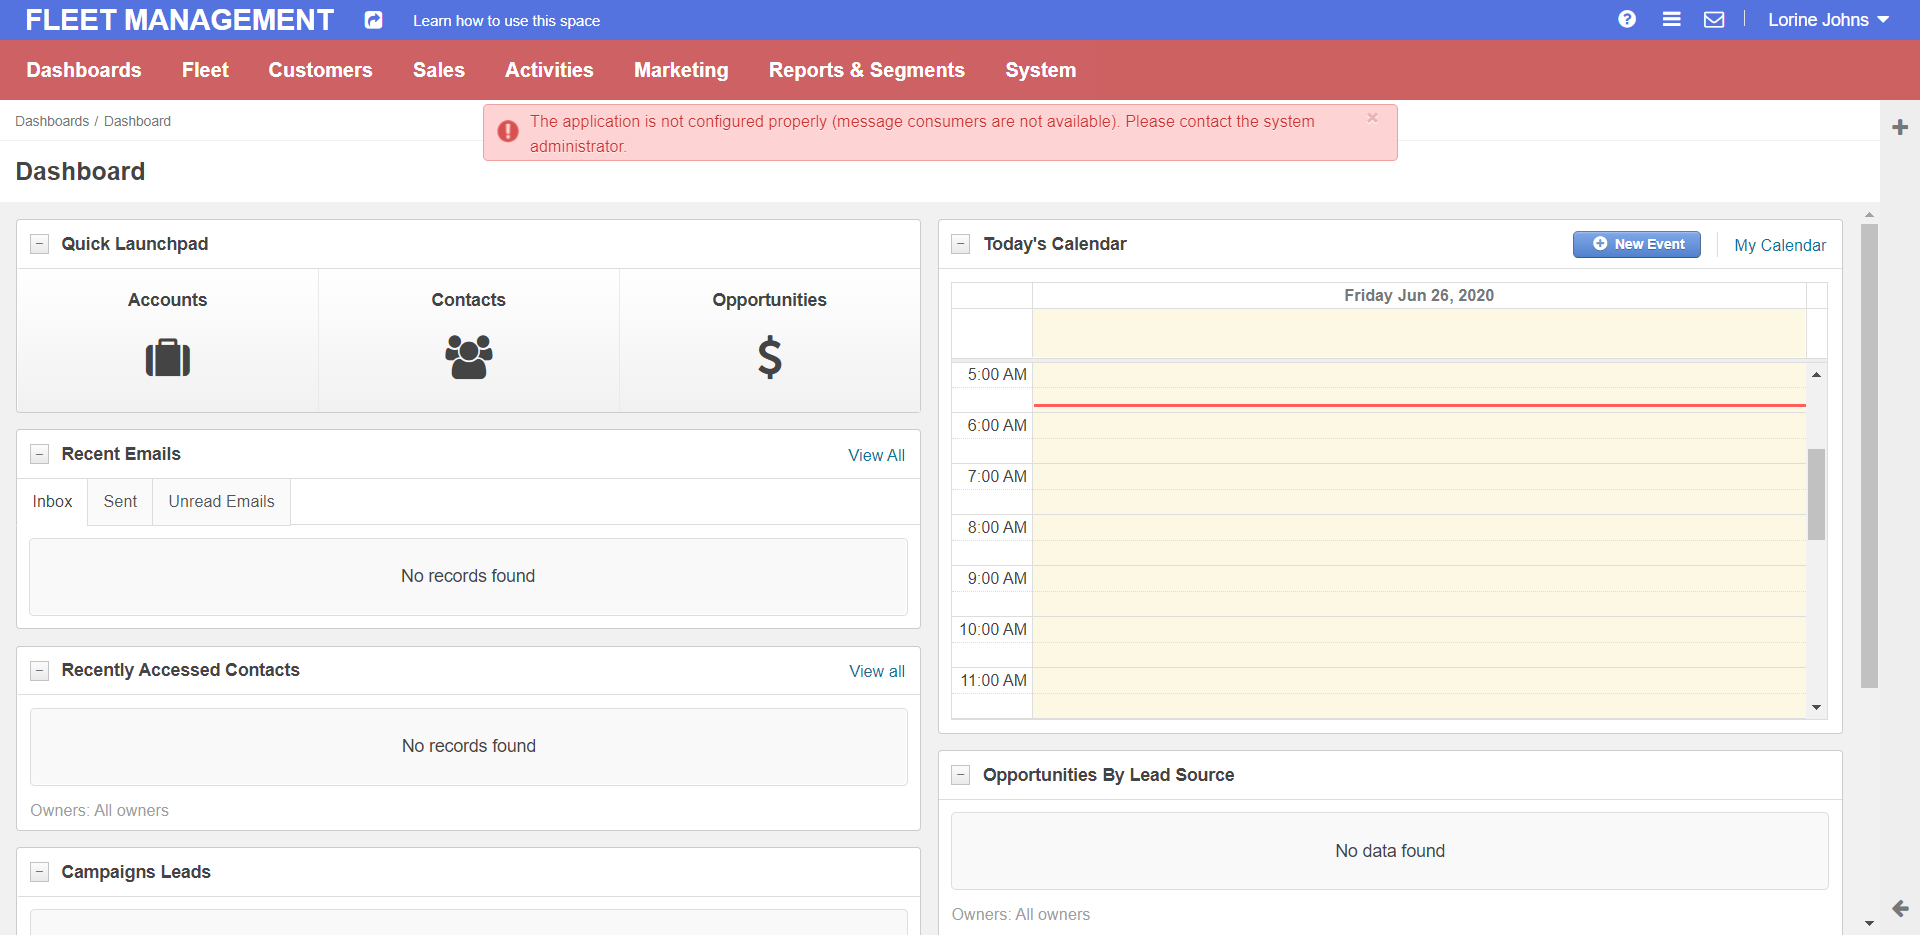 FLEET MANAGEMENT
Learn how to use this space
Lorine Johns
Dashboards Fleet Customers Sales Activities Marketing Reports & Segments System
Dashboards / Dashboard
The application is not configured properly (message consumers are not available). Please contact the system
administrator.
×
Dashboard
Quick Launchpad
Accounts Contacts Opportunities
Recent Emails View All
Inbox Sent Unread Emails
No records found
Recently Accessed Contacts View all
No records found
Owners: All owners
Campaigns Leads
Today's Calendar New Event My Calendar
Friday Jun 26, 2020
5:00 AM
6:00 AM
7:00 AM
8:00 AM
9:00 AM
10:00 AM
11:00 AM
Opportunities By Lead Source
No data found
Owners: All owners